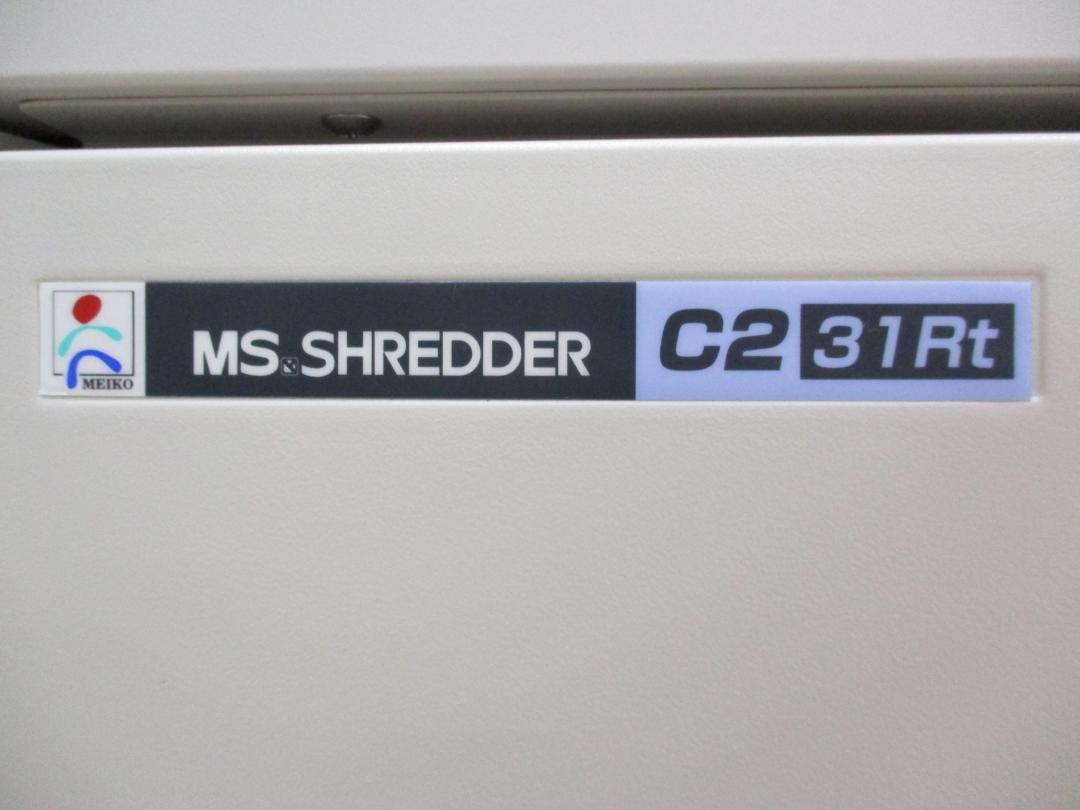 MEIKO
MS SHREDDER
C2 31Rt